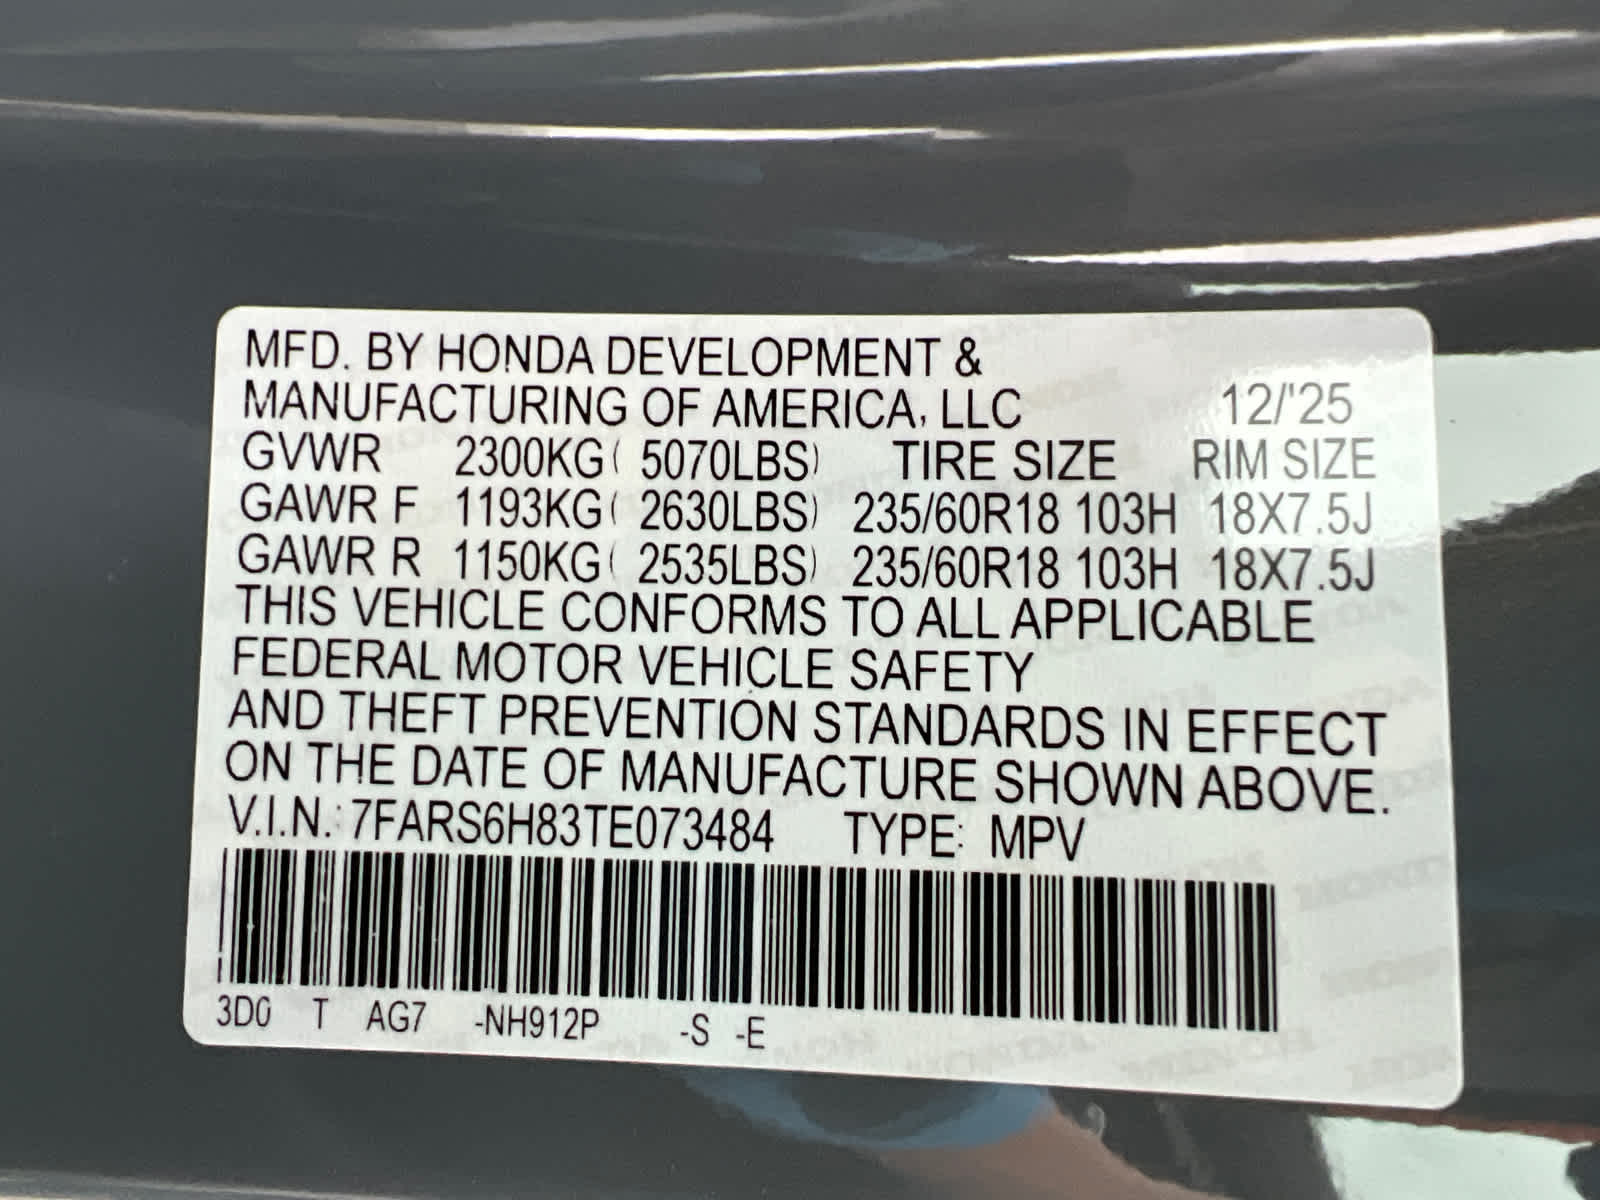 MFD. BY HONDA DEVELOPMENT &
MANUFACTURING OF AMERICA, LLC 12/'25
GVWR 2300KG( 5070LBS) TIRE SIZE RIM SIZE
GAWR F 1193KG( 2630LBS) 235/60R18 103H 18X7.5J
GAWR R 1150KG( 2535LBS) 235/60R18 103H 18X7.5J
THIS VEHICLE CONFORMS TO ALL APPLICABLE
FEDERAL MOTOR VEHICLE SAFETY
AND THEFT PREVENTION STANDARDS IN EFFECT
ON THE DATE OF MANUFACTURE SHOWN ABOVE.
V.I.N.: 7FARS6H83TE073484 TYPE: MPV
3D0 T AG7 -NH912P -S -E